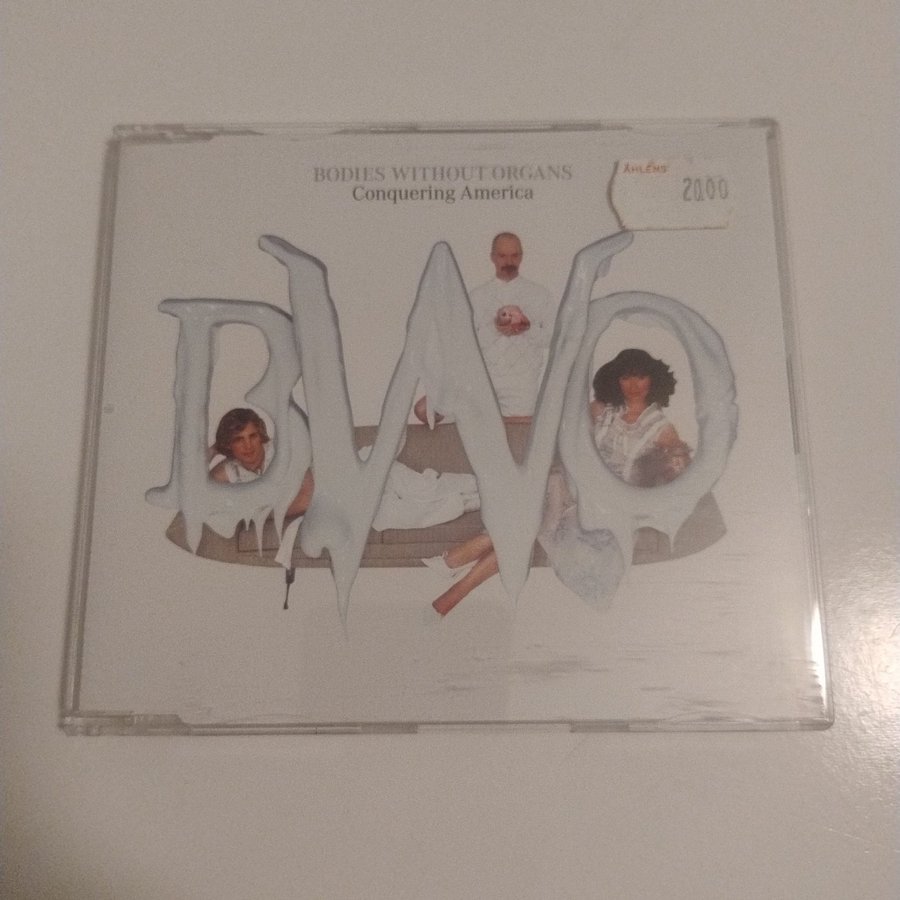 BODIES WITHOUT ORGANS
Conquering America
ÅHLÉNS
20.00
BWO